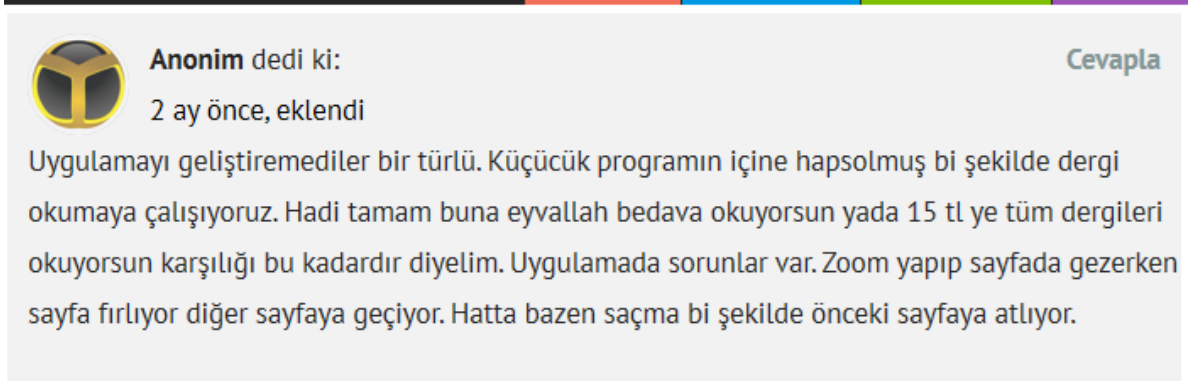 Anonim dedi ki:
Cevapla
2 ay önce, eklendi
Uygulamayı geliştiremediler bir türlü. Küçücük programın içine hapsolmuş bi şekilde dergi
okumaya çalışıyoruz. Hadi tamam buna eyvallah bedava okuyorsun yada 15 tl ye tüm dergileri
okuyorsun karşılığı bu kadardır diyelim. Uygulamada sorunlar var. Zoom yapıp sayfada gezerken
sayfa fırlıyor diğer sayfaya geçiyor. Hatta bazen saçma bi şekilde önceki sayfaya atlıyor.